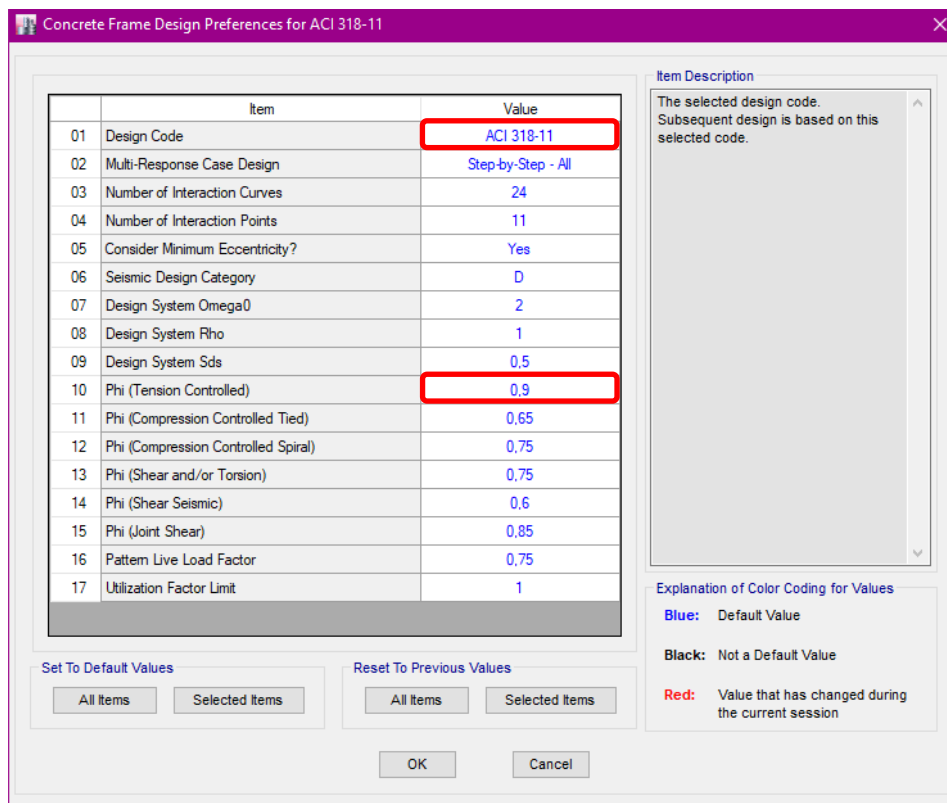 Concrete Frame Design Preferences for ACI 318-11
Item Value
01 Design Code ACI 318-11
02 Multi-Response Case Design Step-by-Step - All
03 Number of Interaction Curves 24
04 Number of Interaction Points 11
05 Consider Minimum Eccentricity? Yes
06 Seismic Design Category D
07 Design System Omega0 2
08 Design System Rho 1
09 Design System Sds 0,5
10 Phi (Tension Controlled) 0,9
11 Phi (Compression Controlled Tied) 0,65
12 Phi (Compression Controlled Spiral) 0,75
13 Phi (Shear and/or Torsion) 0,75
14 Phi (Shear Seismic) 0,6
15 Phi (Joint Shear) 0,85
16 Pattern Live Load Factor 0,75
17 Utilization Factor Limit 1
Item Description
The selected design code.
Subsequent design is based on this
selected code.
Explanation of Color Coding for Values
Blue: Default Value
Black: Not a Default Value
Red: Value that has changed during
the current session
Set To Default Values
All Items Selected Items
Reset To Previous Values
All Items Selected Items
OK Cancel